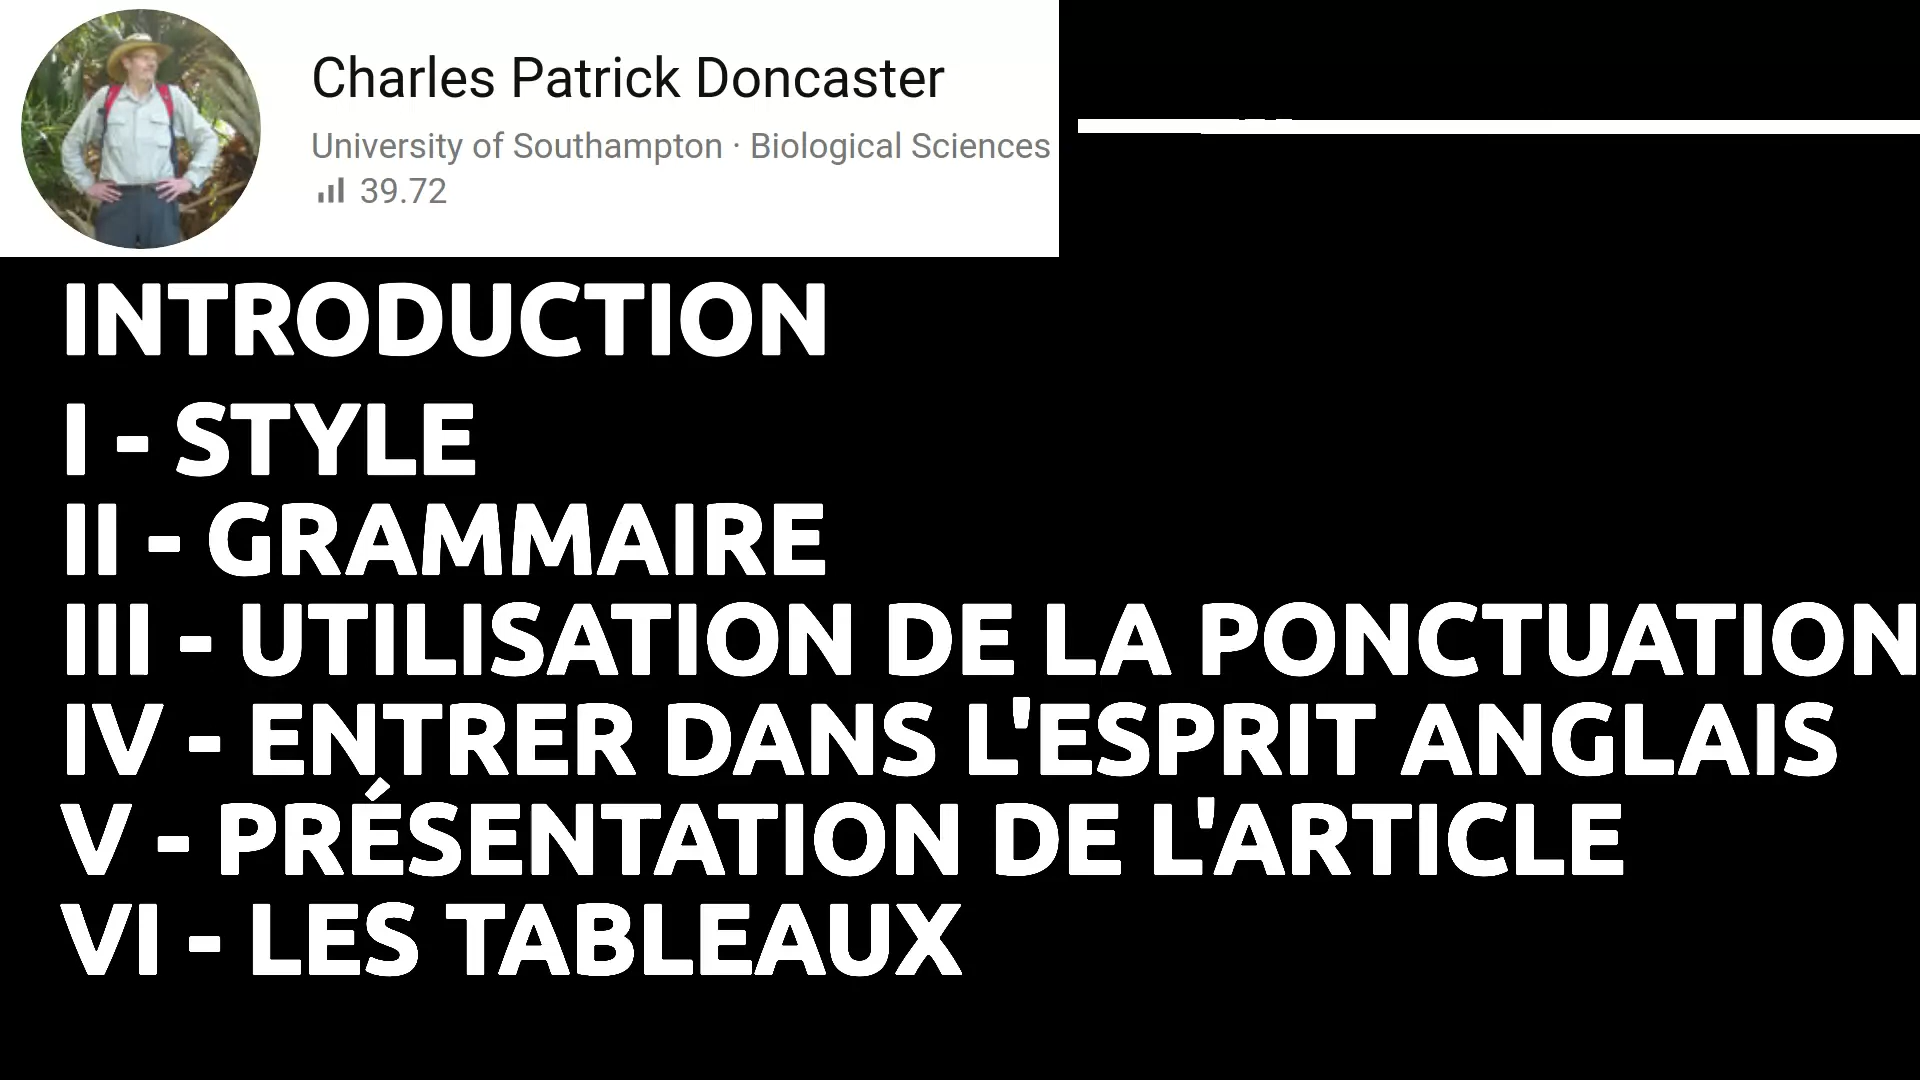 Charles Patrick Doncaster
University of Southampton · Biological Sciences
39.72
INTRODUCTION
I - STYLE
II - GRAMMAIRE
III - UTILISATION DE LA PONCTUATION
IV - ENTRER DANS L'ESPRIT ANGLAIS
V - PRÉSENTATION DE L'ARTICLE
VI - LES TABLEAUX